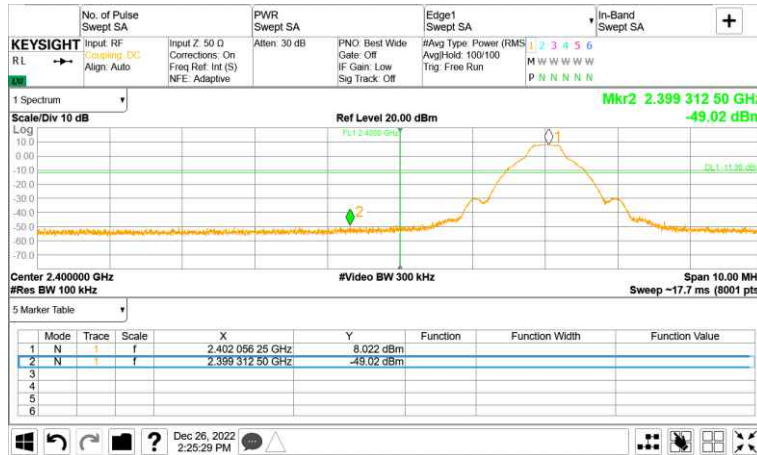 No. of Pulse
Swept SA
PWR
Swept SA
Edge1
Swept SA
In-Band
Swept SA
+
KEYSIGHT
RL
Input: RF
Coupling: DC
Align: Auto
Input Z: 50 Ω
Corrections: On
Freq Ref: Int (S)
NFE: Adaptive
Atten: 30 dB
PNO: Best Wide
Gate: Off
IF Gain: Low
Sig Track: Off
#Avg Type: Power (RMS
Avg|Hold: 100/100
Trig: Free Run
1 2 3 4 5 6
M W W W W W
P N N N N N
1 Spectrum
Scale/Div 10 dB
Ref Level 20.00 dBm
Mkr2 2.399 312 50 GHz
-49.02 dBm
Log
FL1 2.4000 GHz
1
10.0
0.00
-10.0
-20.0
-30.0
-40.0
2
-50.0
-60.0
-70.0
Center 2.400000 GHz
#Video BW 300 kHz
Span 10.00 MH
#Res BW 100 kHz
Sweep ~17.7 ms (8001 pts
5 Marker Table
Mode Trace Scale X Y Function Function Width Function Value
1 N 1 f 2.402 056 25 GHz 8.022 dBm
2 N 1 f 2.399 312 50 GHz -49.02 dBm
3
4
5
6
?
Dec 26, 2022
2:25:29 PM